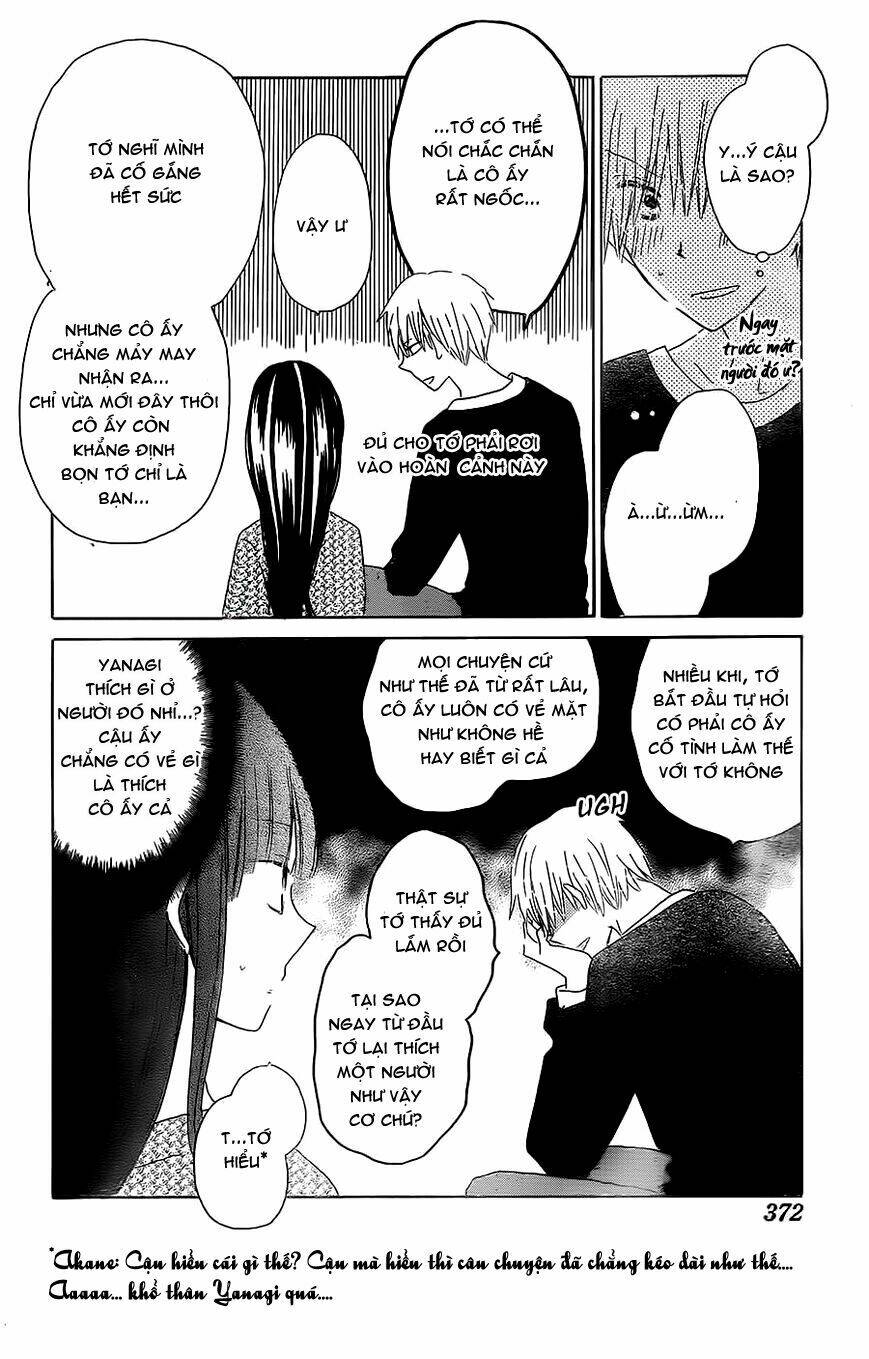 Y...Ý CẬU
LÀ SAO?
Ngay
trước mặt
người đó ư?
À...Ừ...ỪM...
...TỚ CÓ THỂ
NÓI CHẮC CHẮN
LÀ CÔ ẤY
RẤT NGỐC...
VẬY Ư
ĐỦ CHO TỚ PHẢI RƠI
VÀO HOÀN CẢNH NÀY
TỚ NGHĨ MÌNH
ĐÃ CỐ GẮNG
HẾT SỨC
NHƯNG CÔ ẤY
CHẲNG MẢY MAY
NHẬN RA...
CHỈ VỪA MỚI ĐÂY THÔI
CÔ ẤY CÒN
KHẲNG ĐỊNH
BỌN TỚ CHỈ LÀ
BẠN...
NHIỀU KHI, TỚ
BẮT ĐẦU TỰ HỎI
CÓ PHẢI CÔ ẤY
CỐ TÌNH LÀM THẾ
VỚI TỚ KHÔNG
UGH
MỌI CHUYỆN CỨ
NHƯ THẾ ĐÃ TỪ RẤT LÂU,
CÔ ẤY LUÔN CÓ VẺ MẶT
NHƯ KHÔNG HỀ
HAY BIẾT GÌ CẢ
THẬT SỰ
TỚ THẤY ĐỦ
LẮM RỒI
TẠI SAO
NGAY TỪ ĐẦU
TỚ LẠI THÍCH
MỘT NGƯỜI
NHƯ VẬY
CƠ CHỨ?
YANAGI
THÍCH GÌ Ở
NGƯỜI ĐÓ NHỈ...?
CẬU ẤY
CHẲNG CÓ VẺ GÌ
LÀ THÍCH
CÔ ẤY CẢ
T...TỚ
HIỂU*
372
*Akane: Cậu hiểu cái gì thế? Cậu mà hiểu thì câu chuyện đã chẳng kéo dài như thế....
Aaaaa... khổ thân Yanagi quá....